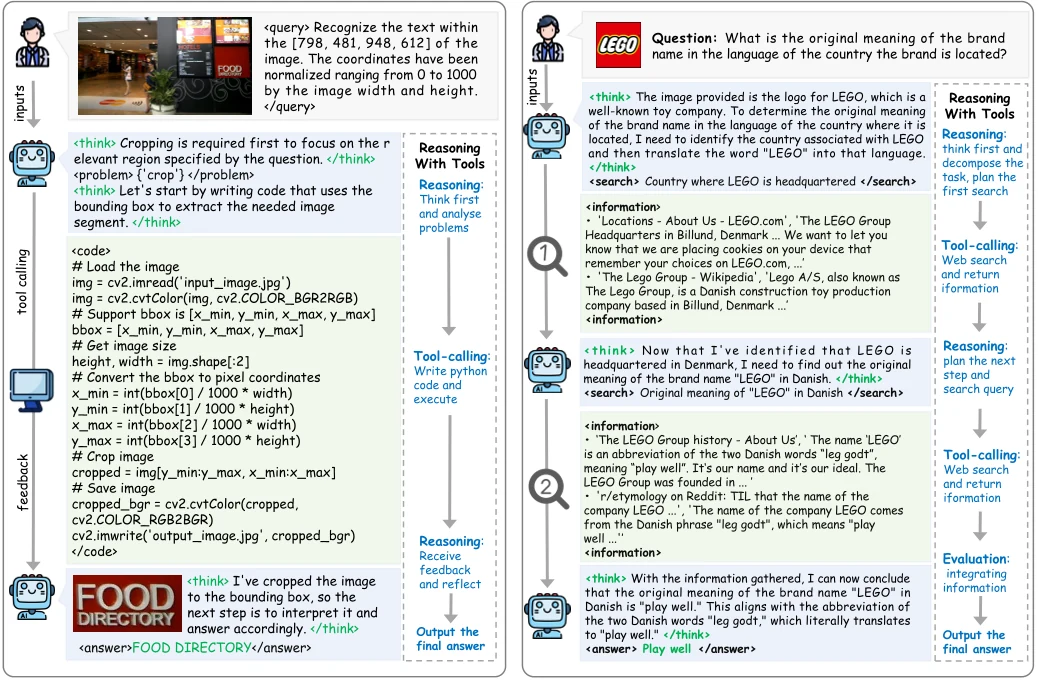 <query> Recognize the text within
the [798, 481, 948, 612] of the
image. The coordinates have been
normalized ranging from 0 to 1000
by the image width and height.
</query>
FOOD
DIRECTORY
inputs
<think> Cropping is required first to focus on the r
elevant region specified by the question. </think>
<problem> {'crop'} </problem>
<think> Let's start by writing code that uses the
bounding box to extract the needed image
segment. </think>
tool calling
<code>
# Load the image
img = cv2.imread('input_image.jpg')
img = cv2.cvtColor(img, cv2.COLOR_BGR2RGB)
# Support bbox is [x_min, y_min, x_max, y_max]
bbox = [x_min, y_min, x_max, y_max]
# Get image size
height, width = img.shape[:2]
# Convert the bbox to pixel coordinates
x_min = int(bbox[0] / 1000 * width)
y_min = int(bbox[1] / 1000 * height)
x_max = int(bbox[2] / 1000 * width)
y_max = int(bbox[3] / 1000 * height)
# Crop image
cropped = img[y_min:y_max, x_min:x_max]
# Save image
cropped_bgr = cv2.cvtColor(cropped,
cv2.COLOR_RGB2BGR)
cv2.imwrite('output_image.jpg', cropped_bgr)
</code>
feedback
FOOD
DIRECTORY
<think> I've cropped the image
to the bounding box, so the
next step is to interpret it and
answer accordingly. </think>
<answer>FOOD DIRECTORY</answer>
AI
AI
Reasoning
With Tools
Reasoning:
Think first
and analyse
problems
Tool-calling:
Write python
code and
execute
Reasoning:
Receive
feedback
and reflect
Output the
final answer
LEGO
Question: What is the original meaning of the brand
name in the language of the country the brand is located?
inputs
<think> The image provided is the logo for LEGO, which is a
well-known toy company. To determine the original meaning
of the brand name in the language of the country where it is
located, I need to identify the country associated with LEGO
and then translate the word "LEGO" into that language.
</think>
<search> Country where LEGO is headquartered </search>
1
<information>
• 'Locations - About Us - LEGO.com', 'The LEGO Group
Headquarters in Billund, Denmark ... We want to let you
know that we are placing cookies on your device that
remember your choices on LEGO.com, ...'
• 'The Lego Group - Wikipedia', 'Lego A/S, also known as
The Lego Group, is a Danish construction toy production
company based in Billund, Denmark ...'
<information>
<think> Now that I've identified that LEGO is
headquartered in Denmark, I need to find out the original
meaning of the brand name "LEGO" in Danish. </think>
<search> Original meaning of "LEGO" in Danish </search>
2
<information>
• 'The LEGO Group history - About Us', ' The name 'LEGO'
is an abbreviation of the two Danish words "leg godt",
meaning "play well". It's our name and it's our ideal. The
LEGO Group was founded in ... '
• 'r/etymology on Reddit: TIL that the name of the
company LEGO ...', 'The name of the company LEGO comes
from the Danish phrase "leg godt", which means "play
well ..."'
<information>
<think> With the information gathered, I can now conclude
that the original meaning of the brand name "LEGO" in
Danish is "play well." This aligns with the abbreviation of
the two Danish words "leg godt," which literally translates
to "play well." </think>
<answer> Play well </answer>
AI
AI
AI
Reasoning
With Tools
Reasoning:
think first and
decompose the
task, plan the
first search
Tool-calling:
Web search
and return
iformation
Reasoning:
plan the next
step and
search query
Tool-calling:
Web search
and return
iformation
Evaluation:
integrating
information
Output the
final answer